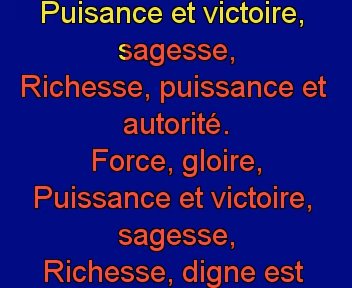 Puisance et victoire,
sagesse,
Richesse, puissance et
autorité.
Force, gloire,
Puissance et victoire,
sagesse,
Richesse, digne est